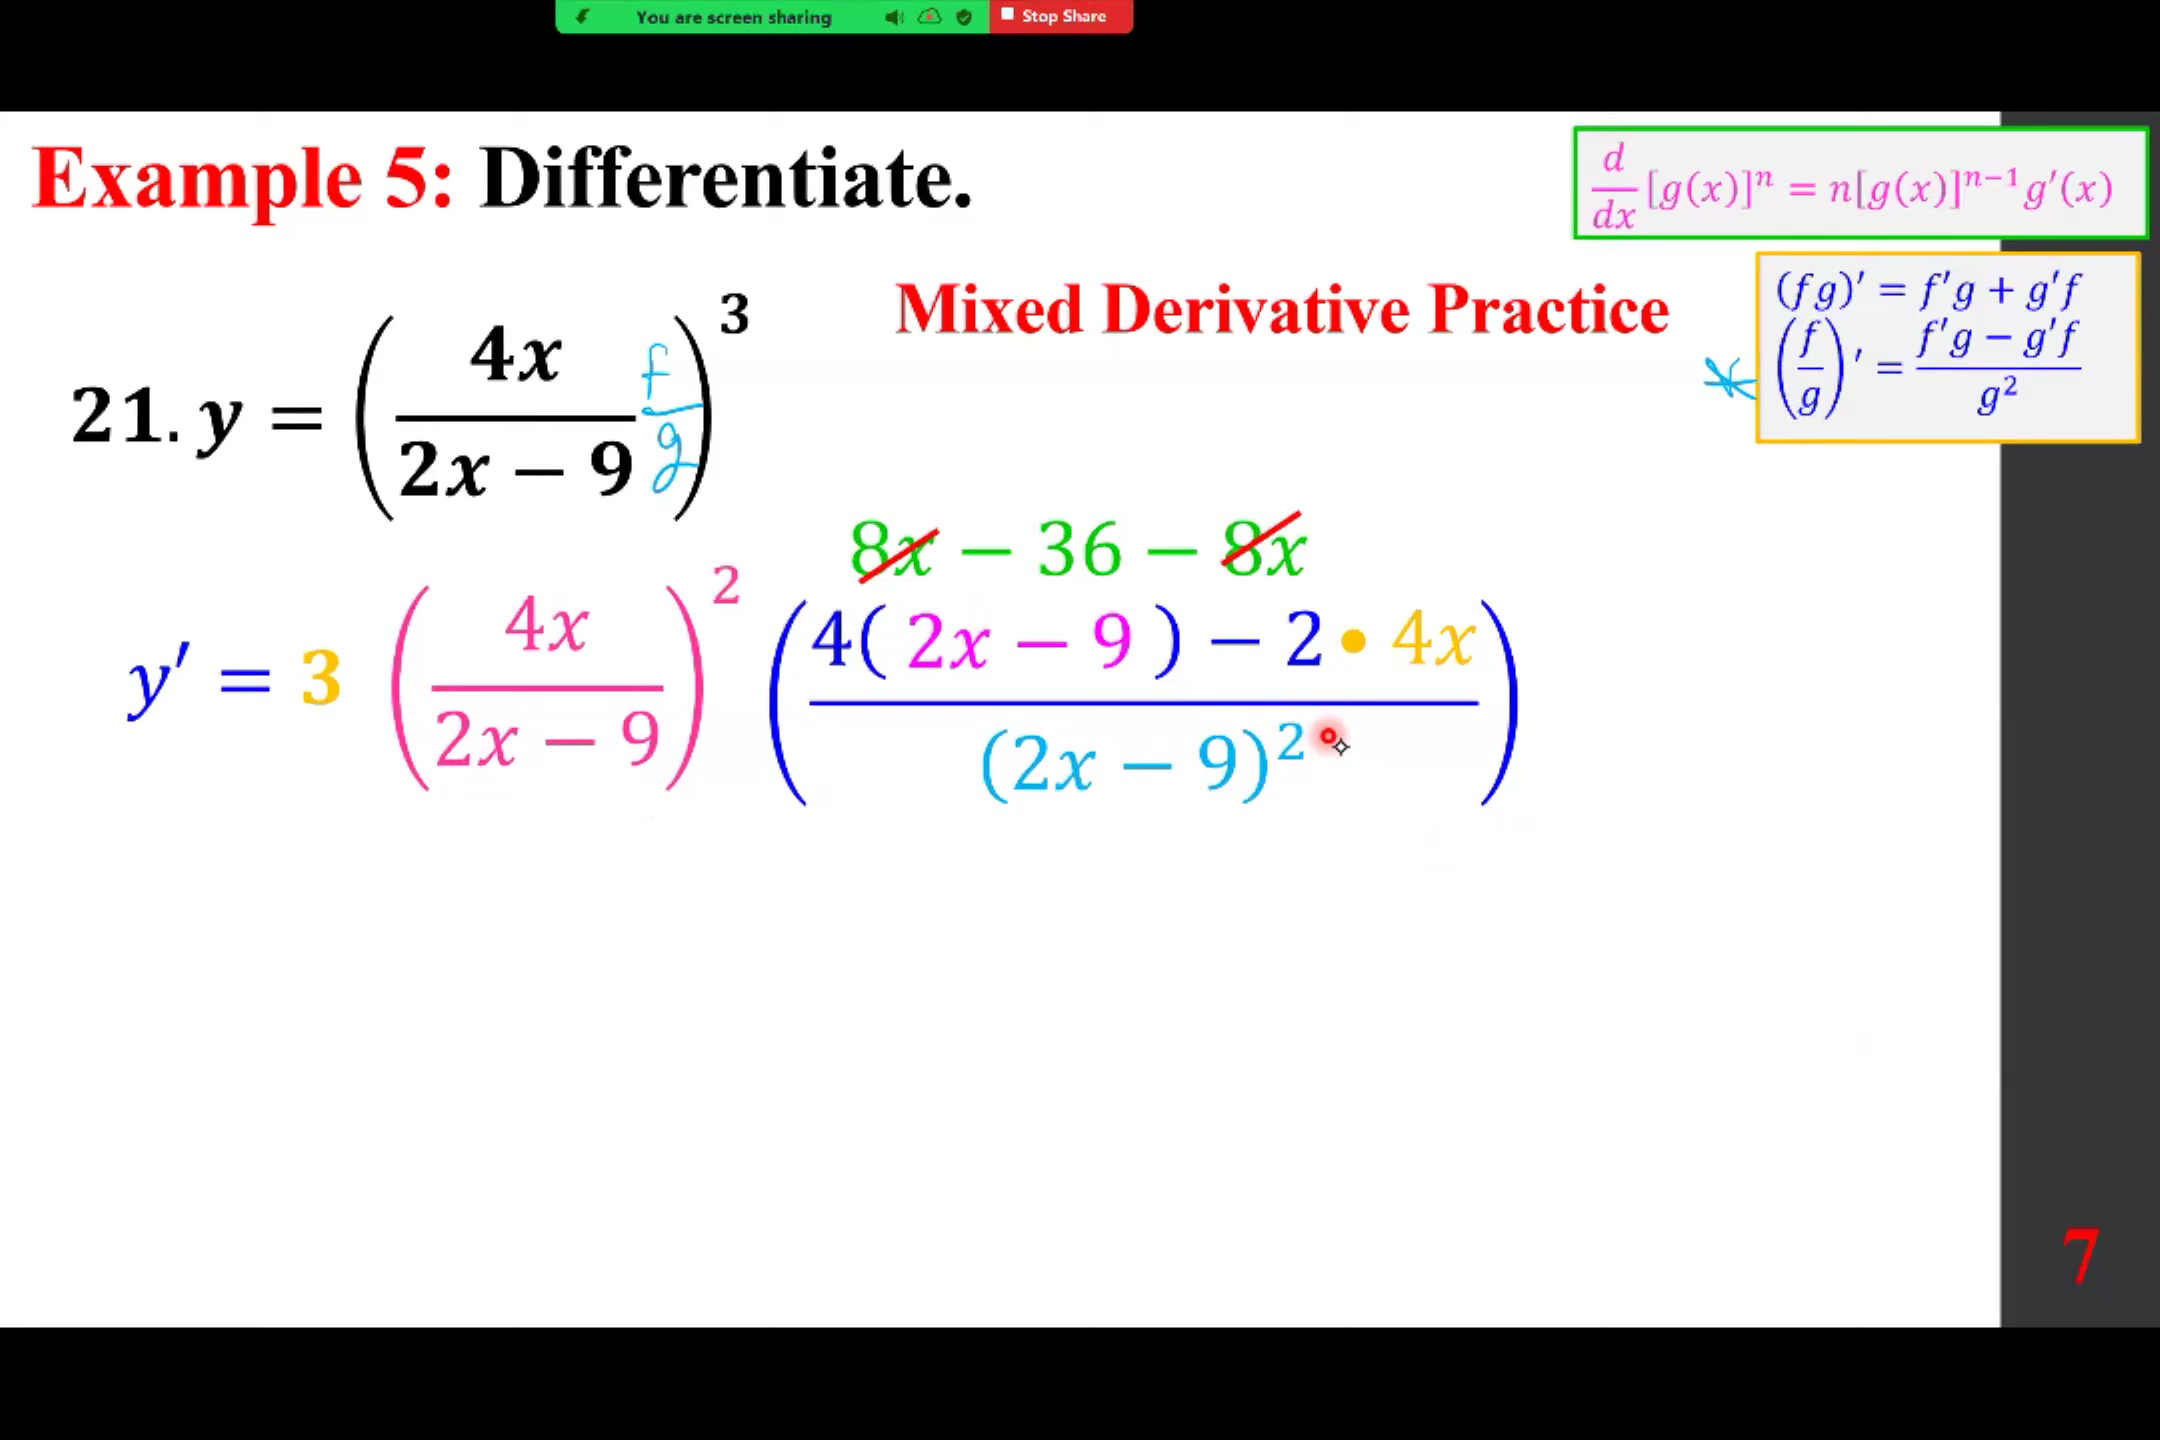 You are screen sharing Stop Share
Example 5: Differentiate.
d/dx [g(x)]ⁿ = n[g(x)]ⁿ⁻¹ g′(x)
Mixed Derivative Practice
(fg)′ = f′g + g′f
(f/g)′ = (f′g − g′f)/g²
21. y = (4x/(2x − 9))³ f/g
8x − 36 − 8x
y′ = 3 (4x/(2x − 9))² ((4( 2x − 9 ) − 2 • 4x)/(2x − 9)²)
7